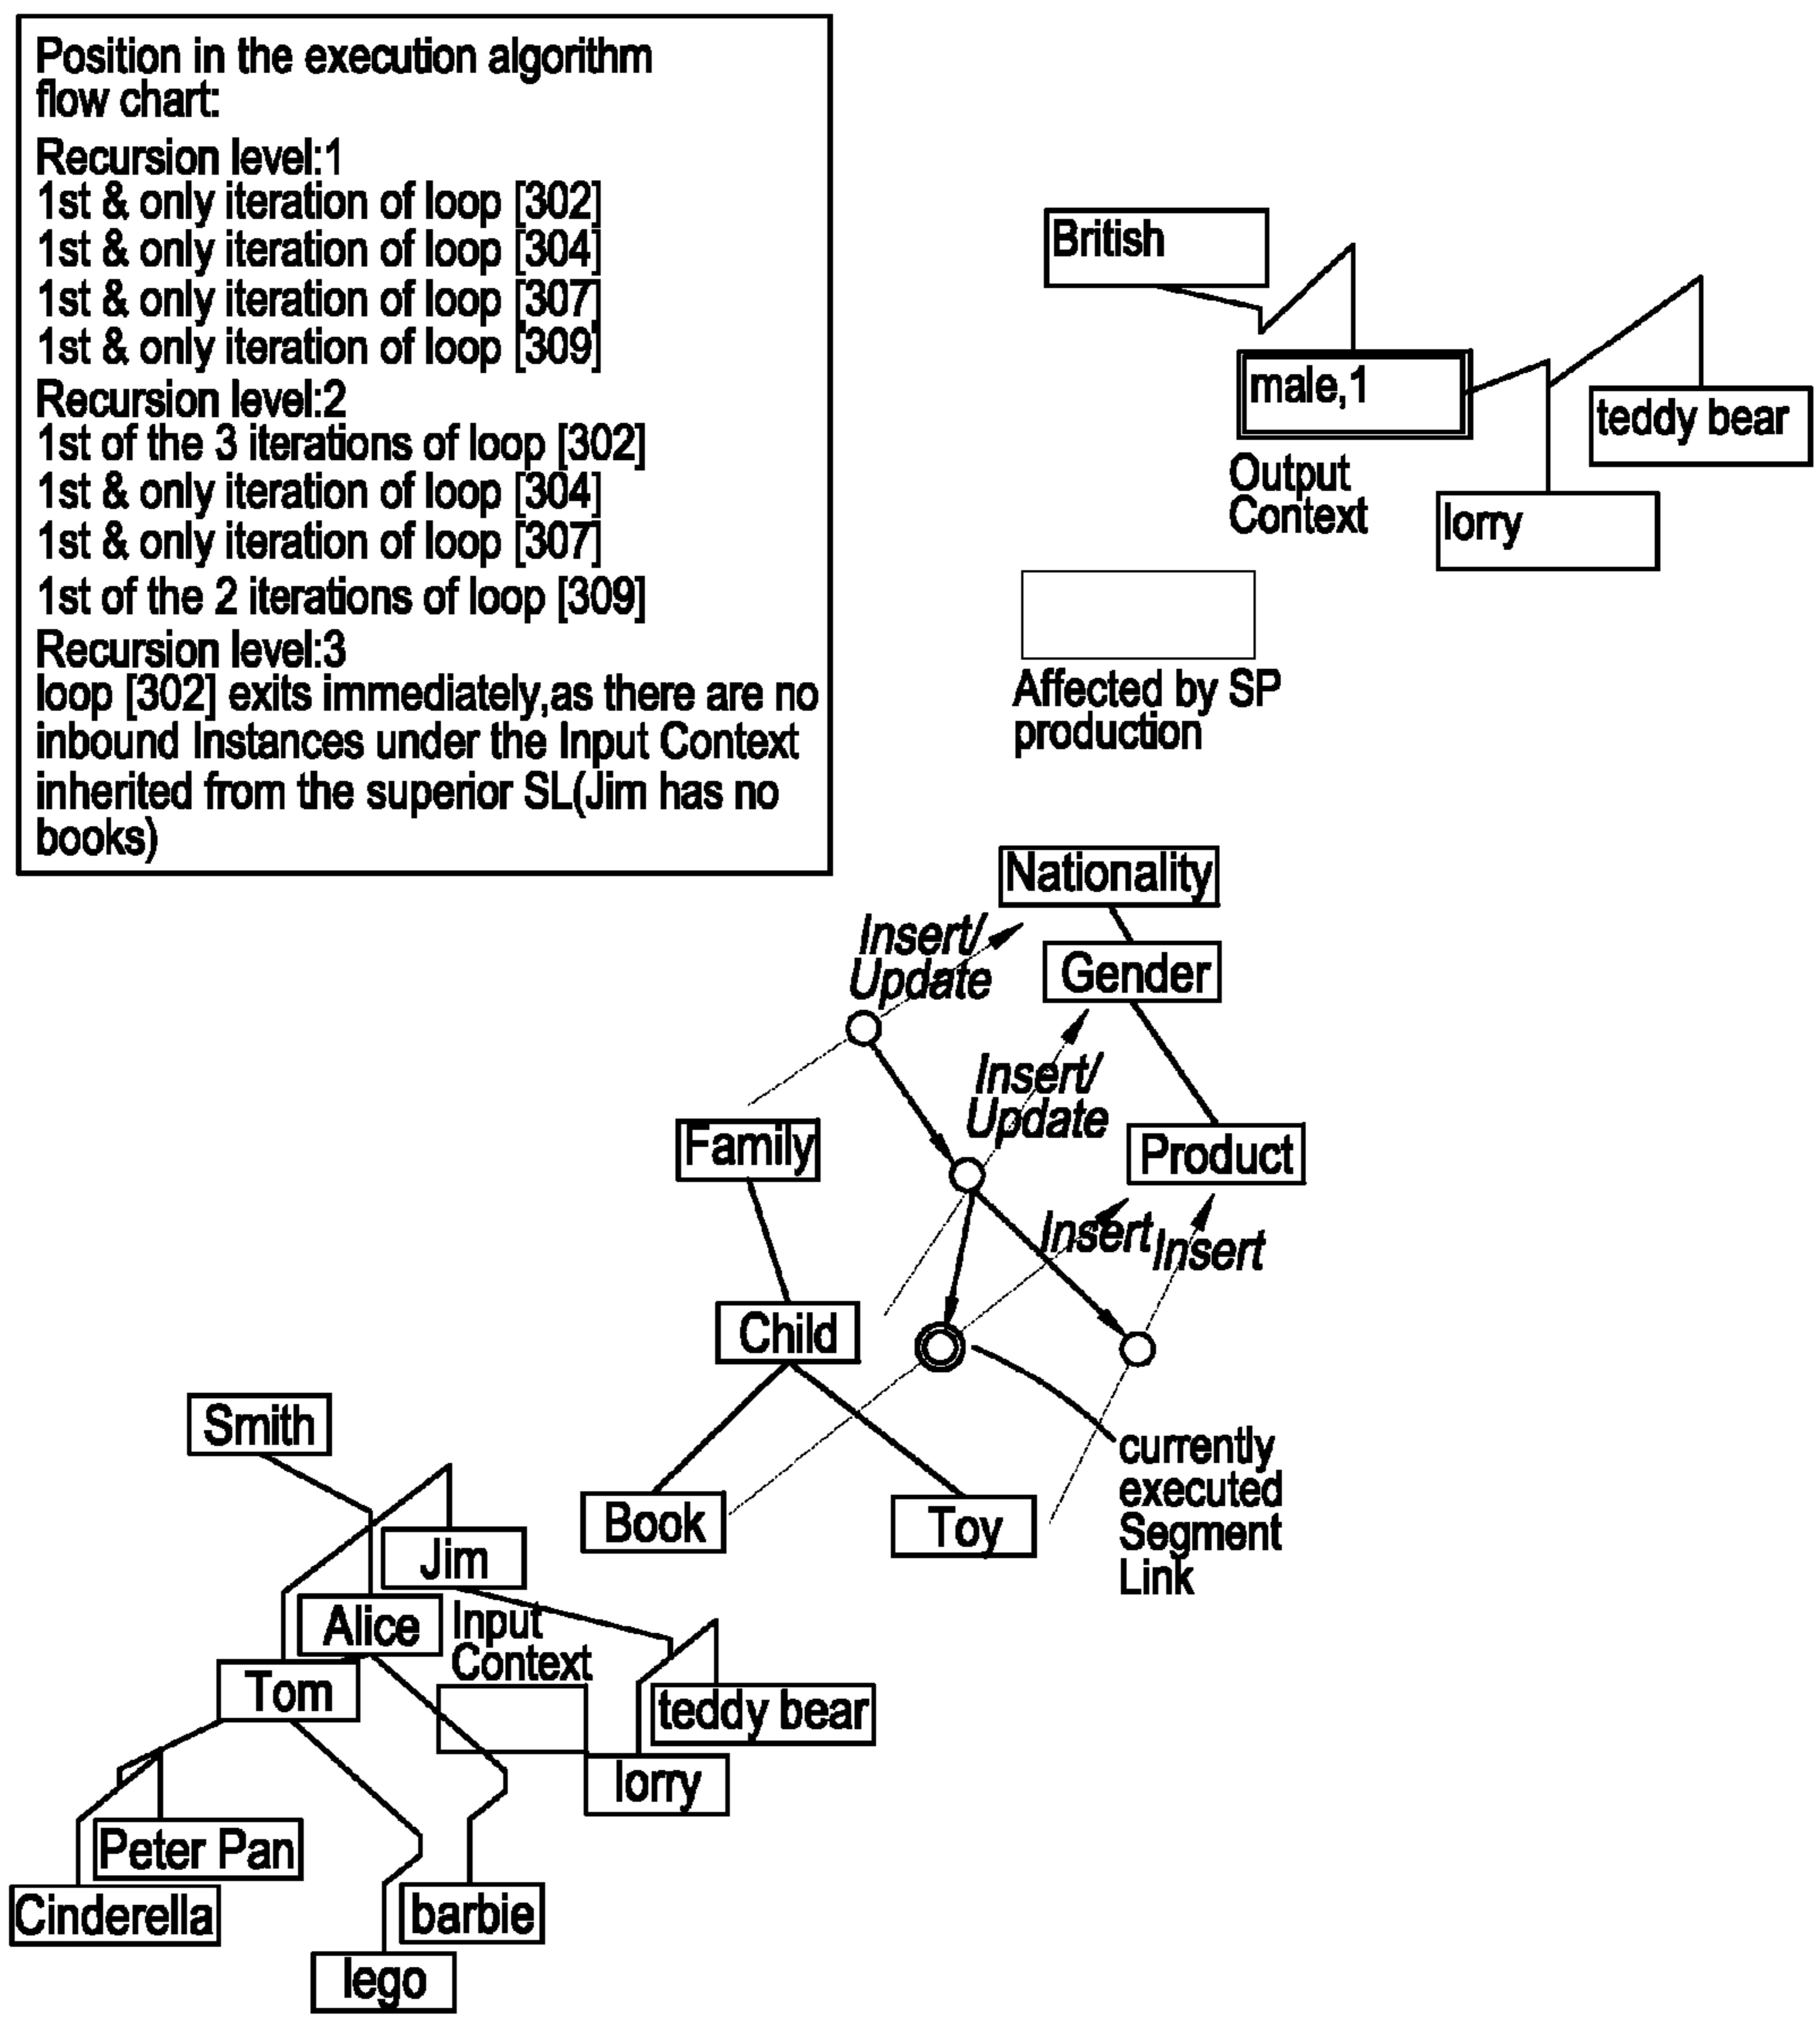 Position in the execution algorithm
flow chart:
Recursion level:1
1st & only iteration of loop [302]
1st & only iteration of loop [304]
1st & only iteration of loop [307]
1st & only iteration of loop [309]
Recursion level:2
1st of the 3 iterations of loop [302]
1st & only iteration of loop [304]
1st & only iteration of loop [307]
1st of the 2 iterations of loop [309]
Recursion level:3
loop [302] exits immediately,as there are no
inbound Instances under the Input Context
inherited from the superior SL(Jim has no
books)
British
male,1
teddy bear
Output
Context
lorry
Affected by SP
production
Nationality
Insert/
Update
Gender
Insert/
Update
Family
Product
Insert
Insert
Child
Smith
currently
executed
Segment
Link
Book
Toy
Jim
Alice
Input
Context
Tom
teddy bear
lorry
Peter Pan
Cinderella
barbie
lego